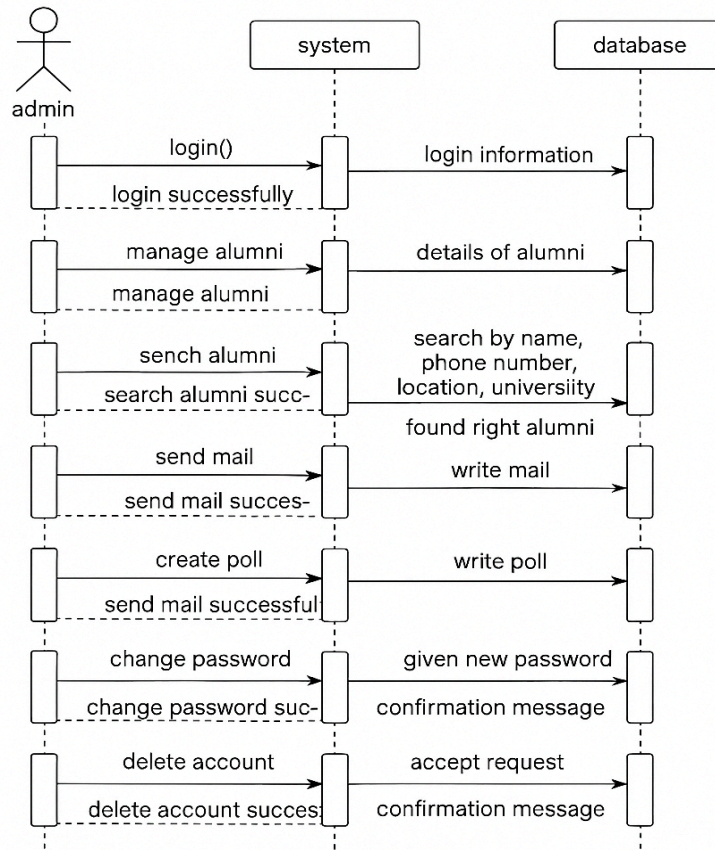 admin
system
database
login()
login information
login successfully
manage alumni
details of alumni
manage alumni
sench alumni
search by name,
phone number,
location, universiity
search alumni succ-
found right alumni
send mail
write mail
send mail succes-
create poll
write poll
send mail successful
change password
given new password
change password suc-
confirmation message
delete account
accept request
delete account succes
confirmation message